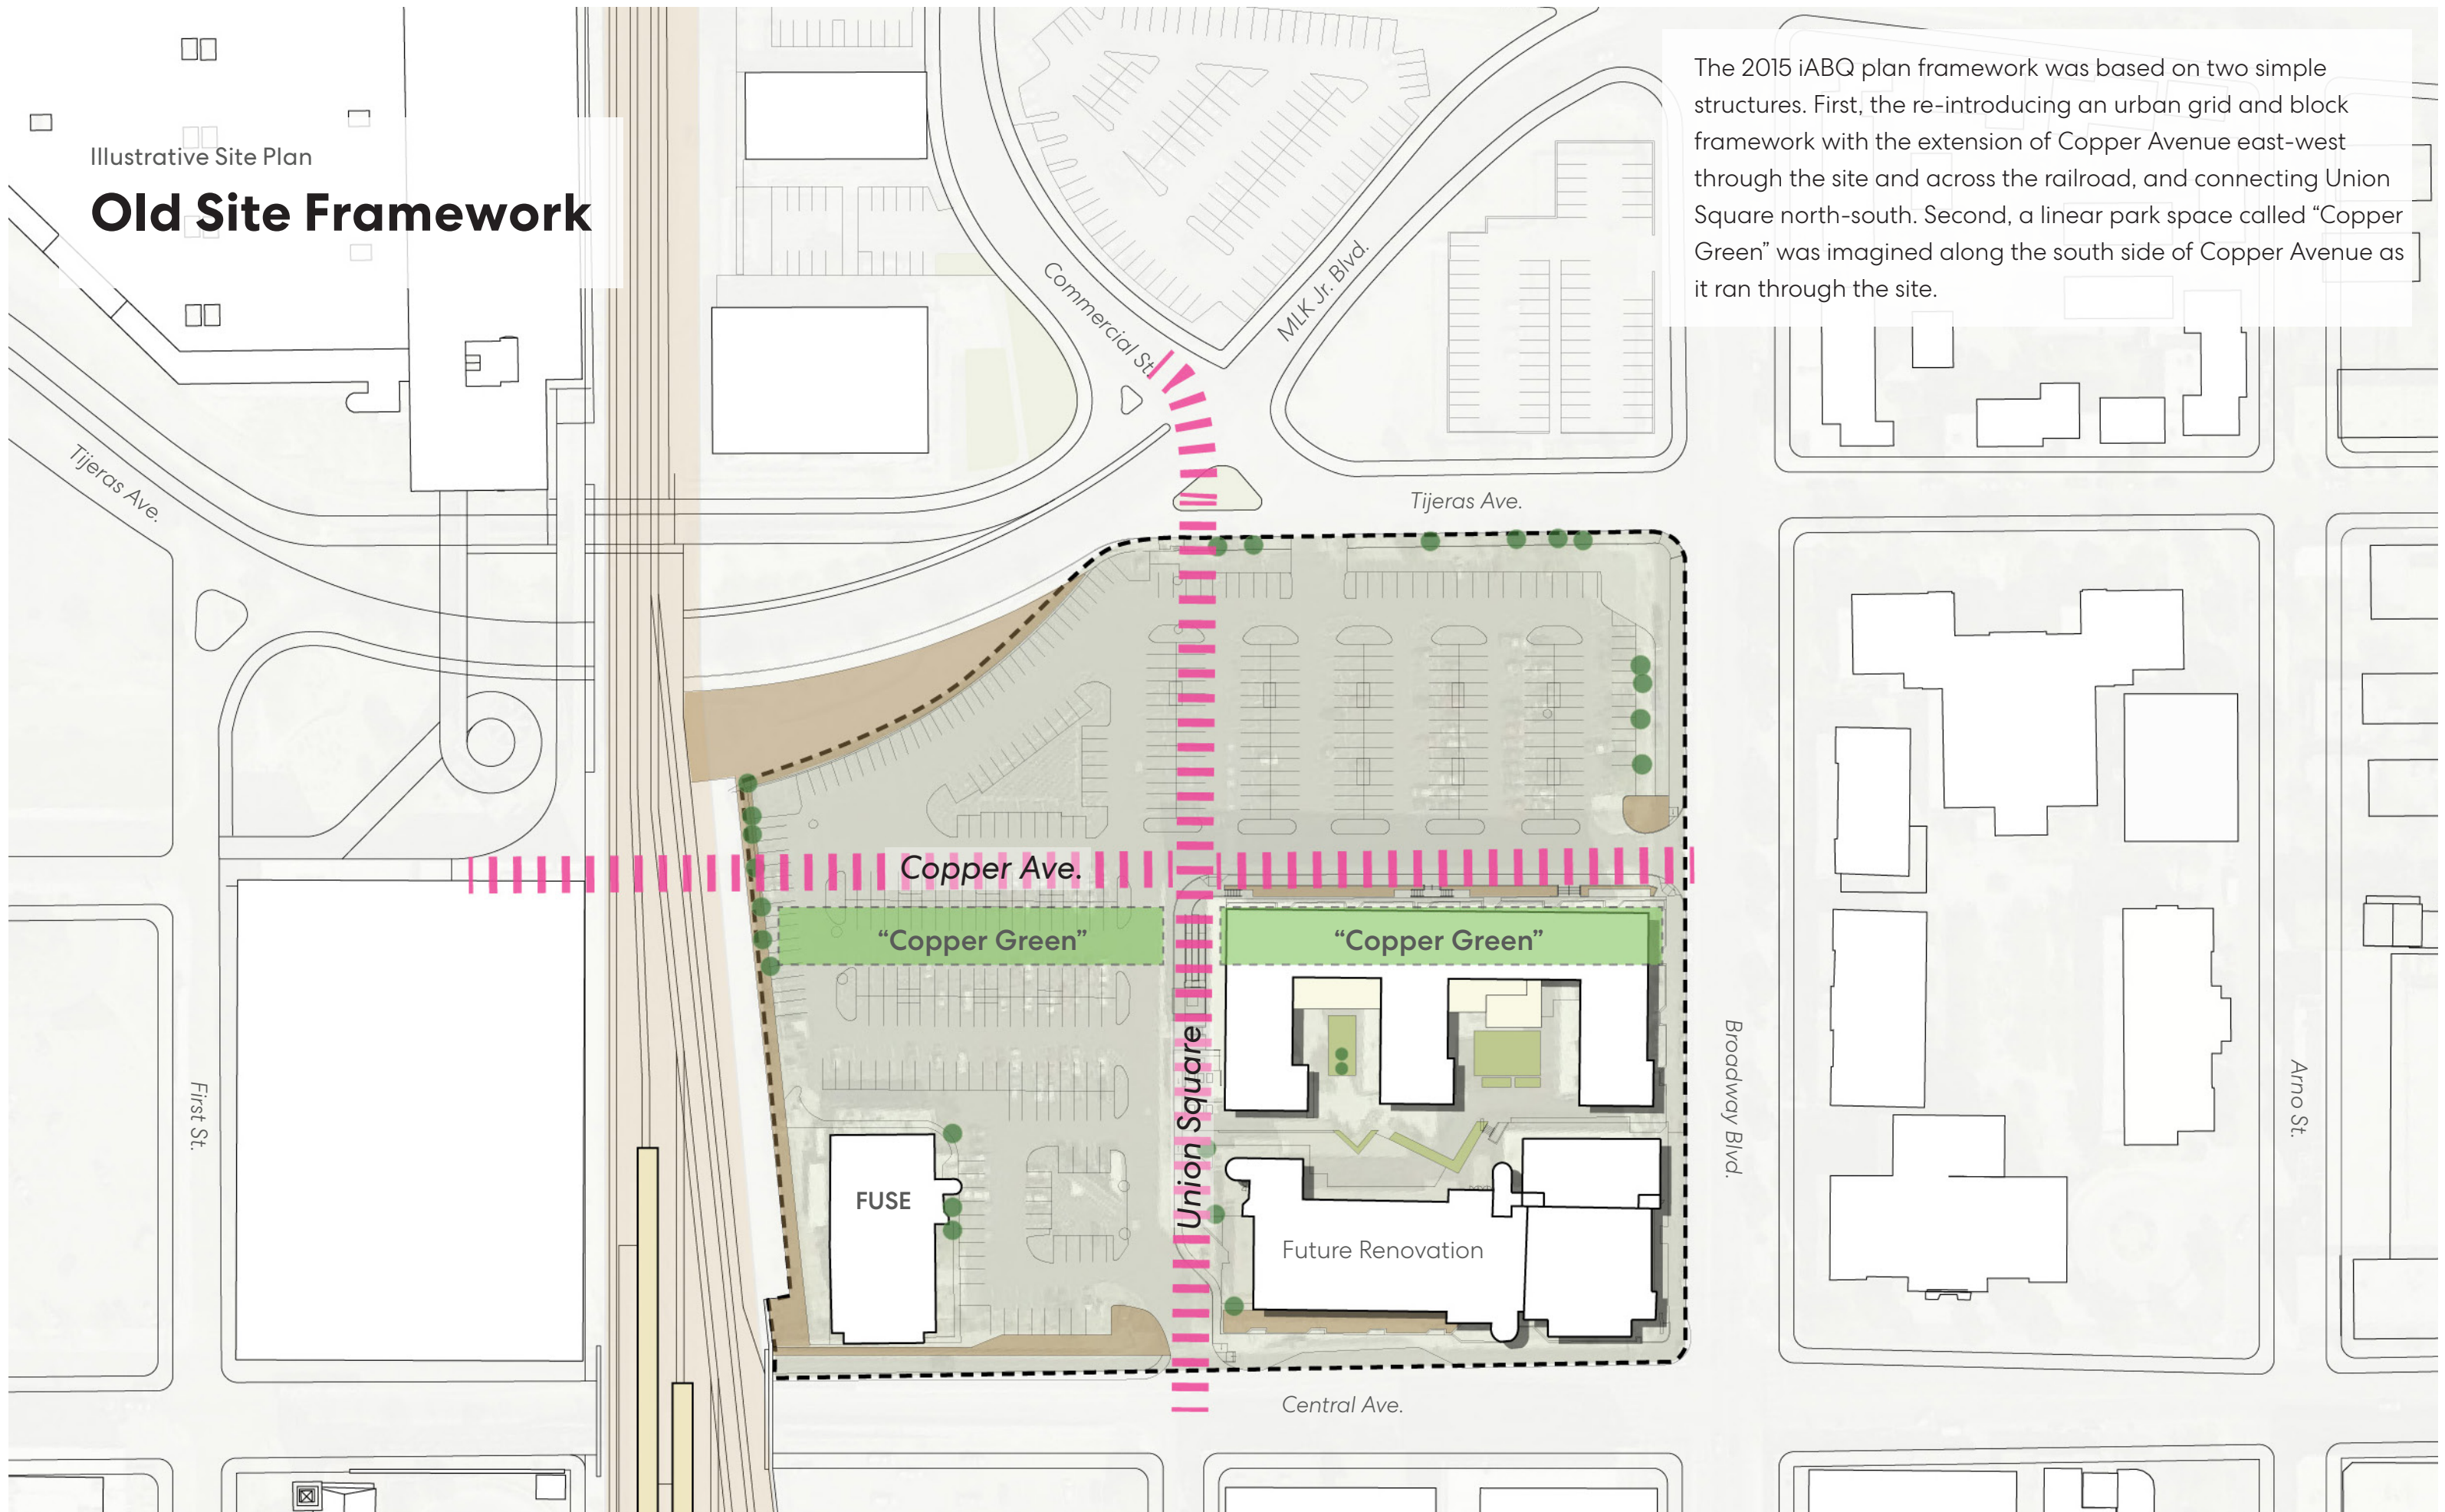 Illustrative Site Plan
Old Site Framework
The 2015 iABQ plan framework was based on two simple
structures. First, the re-introducing an urban grid and block
framework with the extension of Copper Avenue east-west
through the site and across the railroad, and connecting Union
Square north-south. Second, a linear park space called “Copper
Green” was imagined along the south side of Copper Avenue as
it ran through the site.
Commercial St.
MLK Jr. Blvd.
Tijeras Ave.
Tijeras Ave.
Copper Ave.
“Copper Green”
“Copper Green”
Union Square
First St.
Broadway Blvd.
Arno St.
FUSE
Future Renovation
Central Ave.